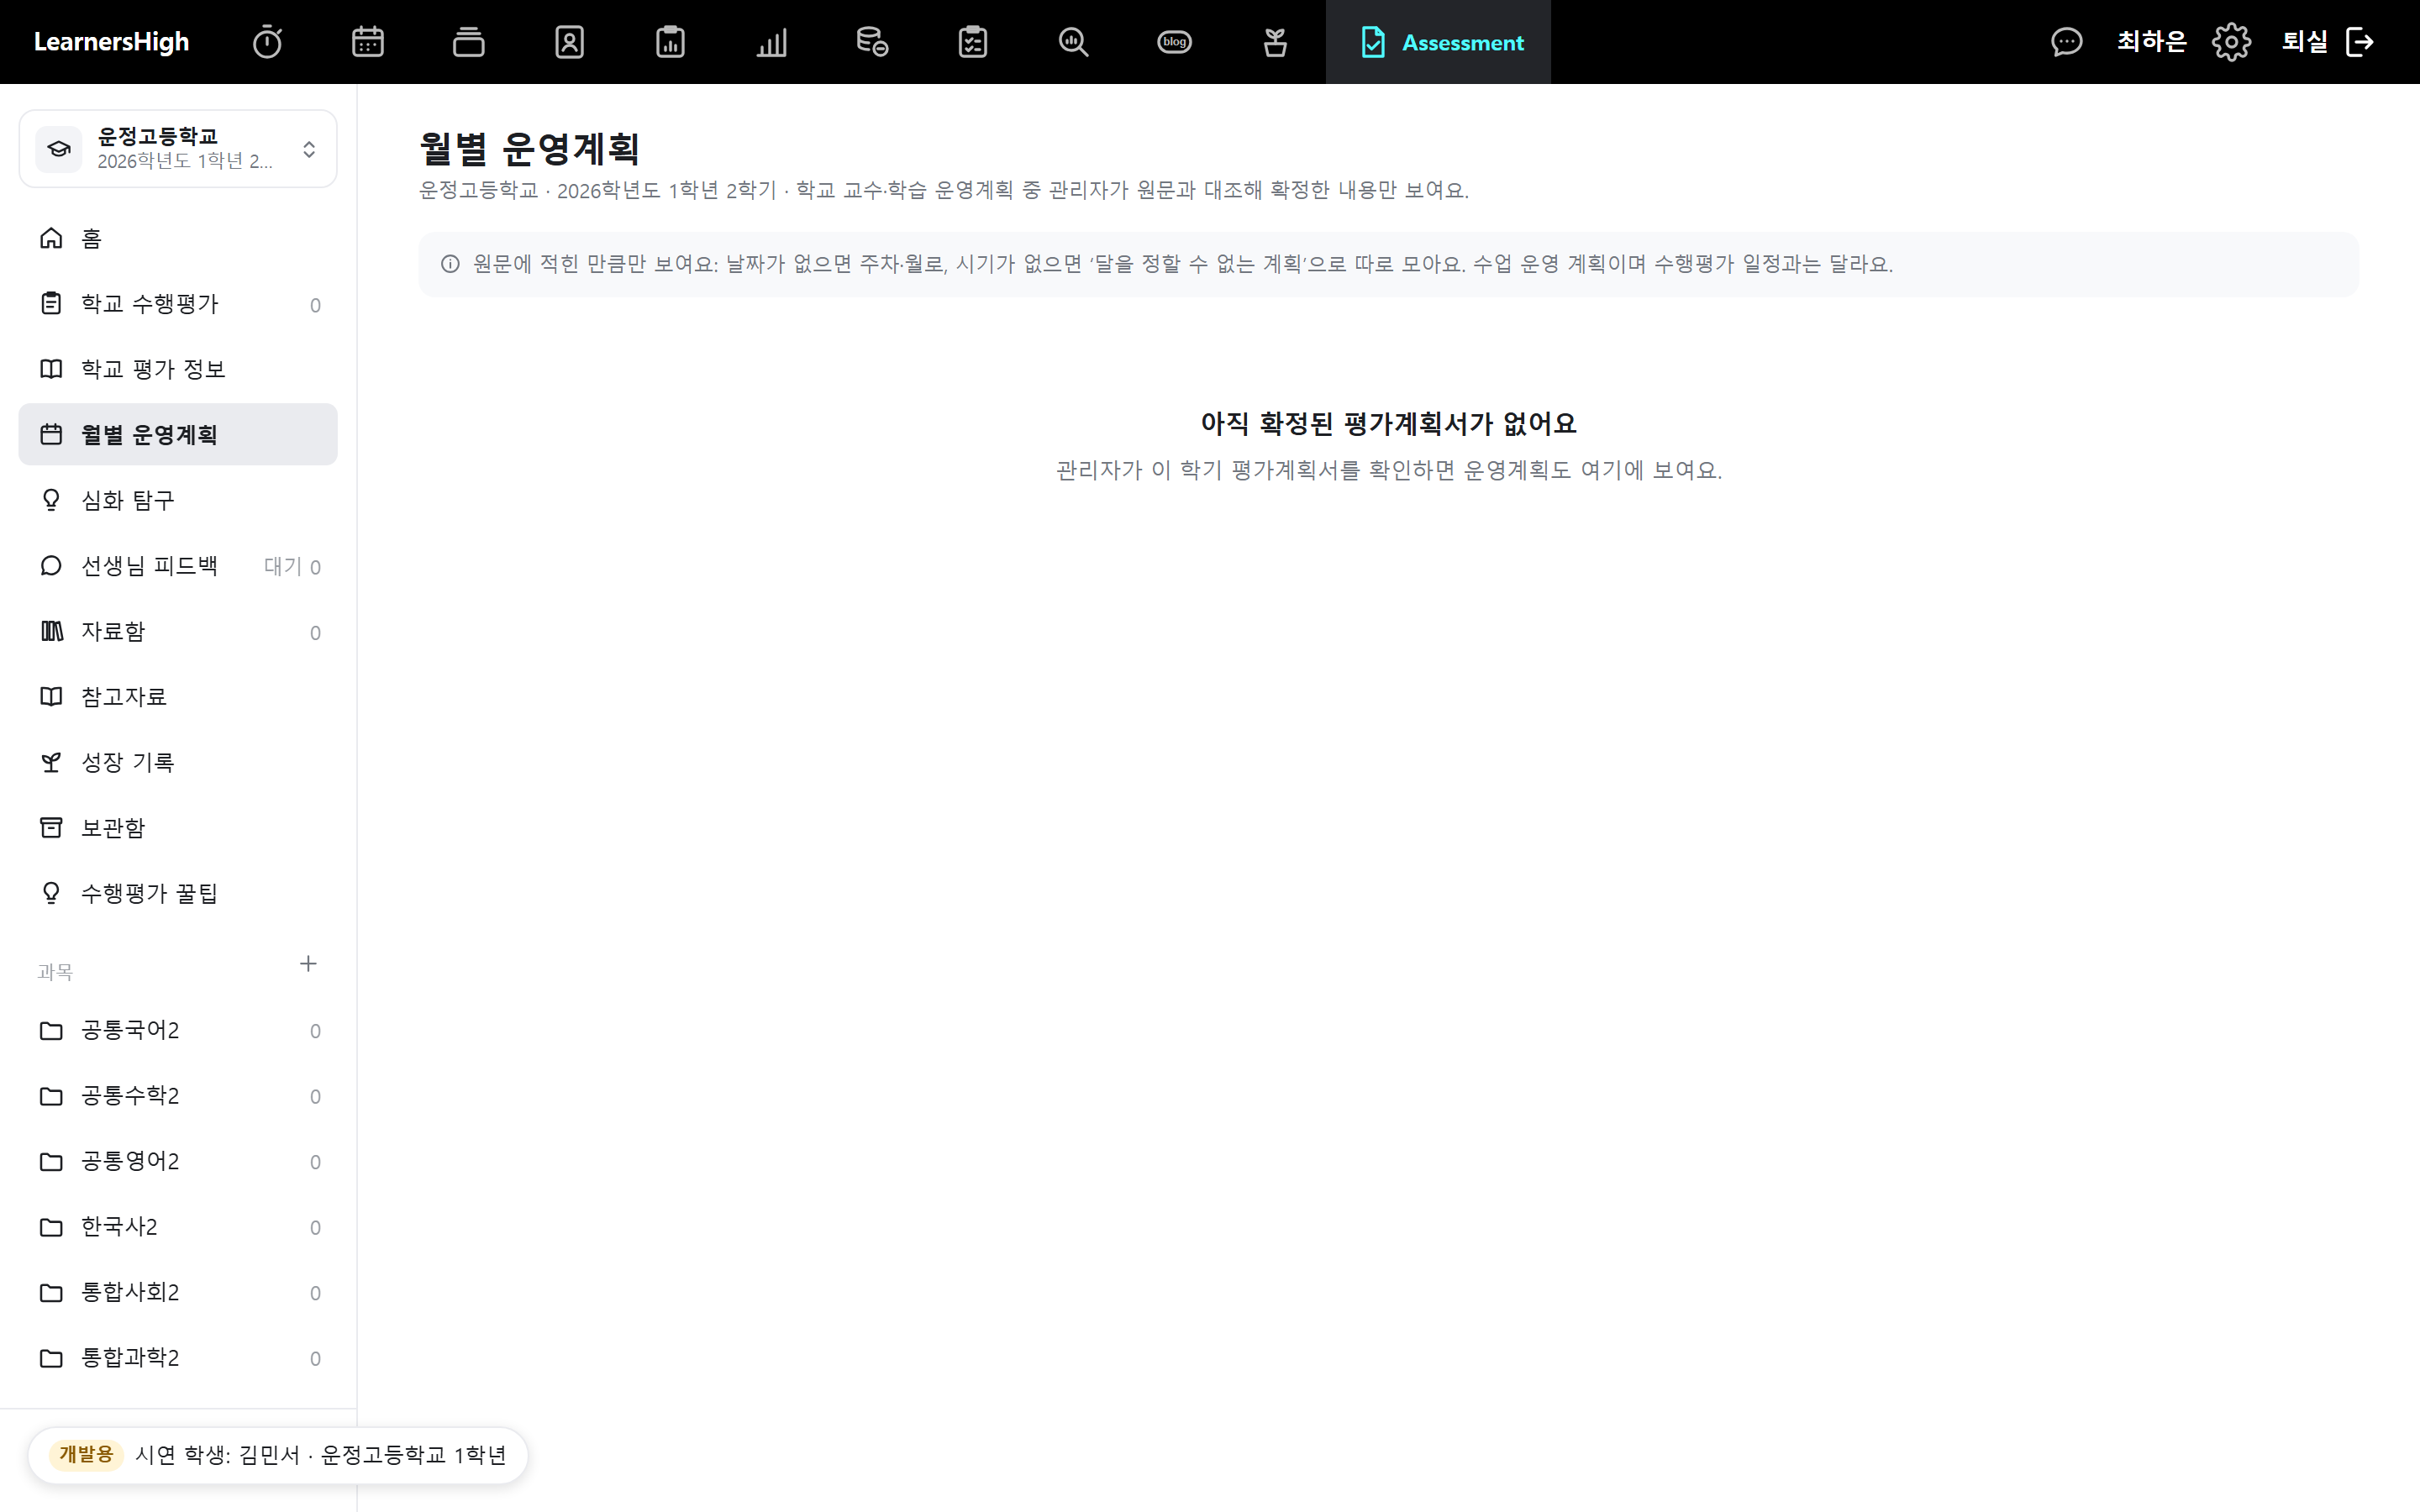 LearnersHigh
blog
Assessment
최하은
퇴실
운정고등학교
2026학년도 1학년 2...
홈
학교 수행평가 0
학교 평가 정보
월별 운영계획
심화 탐구
선생님 피드백 대기 0
자료함 0
참고자료
성장 기록
보관함
수행평가 꿀팁
과목
공통국어2 0
공통수학2 0
공통영어2 0
한국사2 0
통합사회2 0
통합과학2 0
개발용 시연 학생: 김민서 · 운정고등학교 1학년
월별 운영계획
운정고등학교 · 2026학년도 1학년 2학기 · 학교 교수·학습 운영계획 중 관리자가 원문과 대조해 확정한 내용만 보여요.
원문에 적힌 만큼만 보여요: 날짜가 없으면 주차·월로, 시기가 없으면 ‘달을 정할 수 없는 계획’으로 따로 모아요. 수업 운영 계획이며 수행평가 일정과는 달라요.
아직 확정된 평가계획서가 없어요
관리자가 이 학기 평가계획서를 확인하면 운영계획도 여기에 보여요.